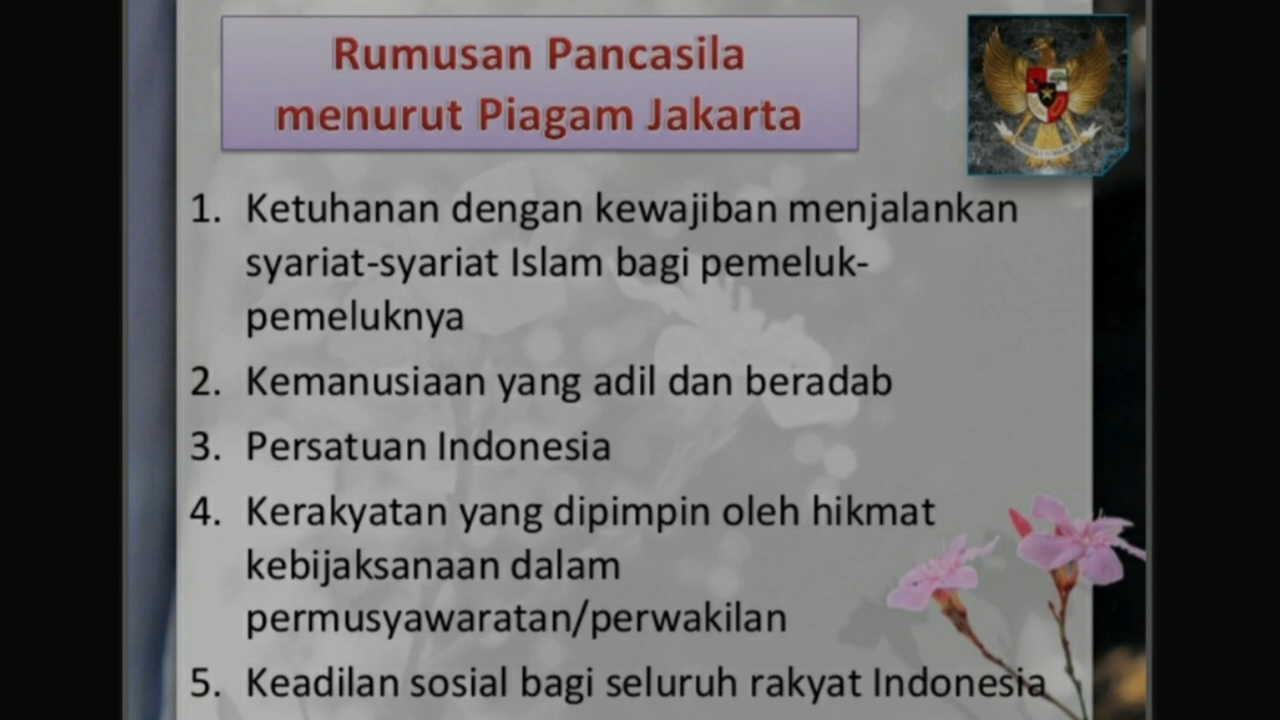 Rumusan Pancasila
menurut Piagam Jakarta
1. Ketuhanan dengan kewajiban menjalankan
syariat-syariat Islam bagi pemeluk-
pemeluknya
2. Kemanusiaan yang adil dan beradab
3. Persatuan Indonesia
4. Kerakyatan yang dipimpin oleh hikmat
kebijaksanaan dalam
permusyawaratan/perwakilan
5. Keadilan sosial bagi seluruh rakyat Indonesia